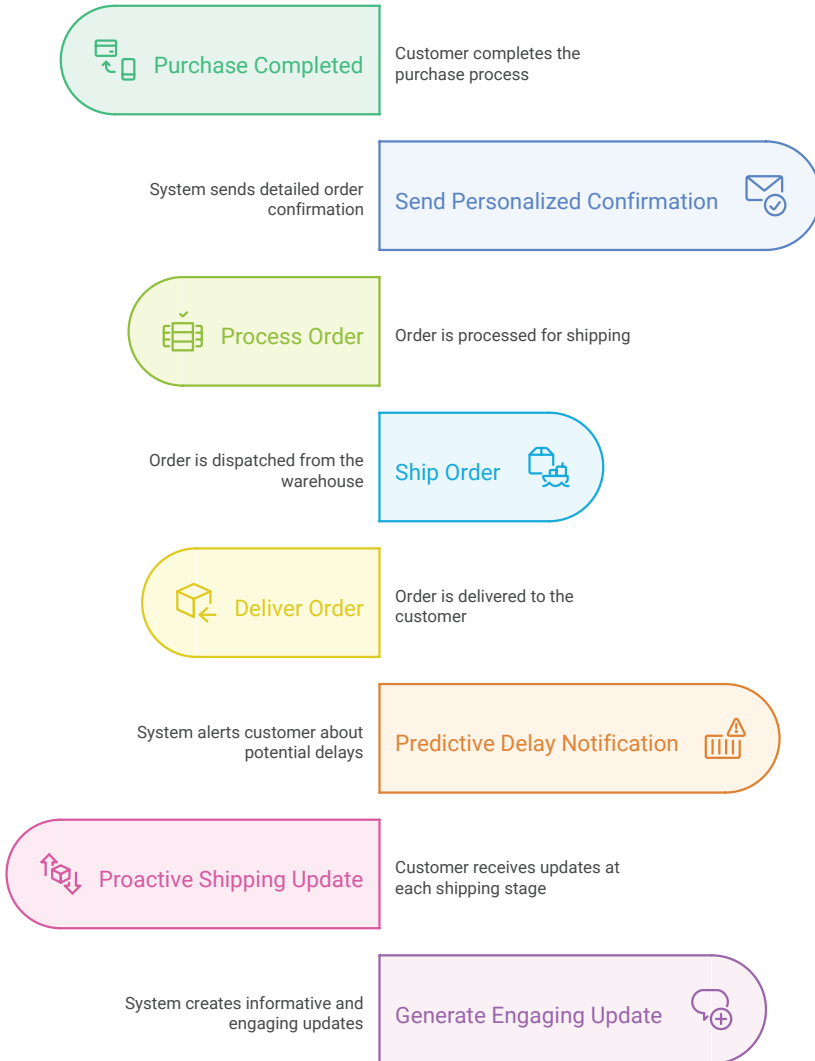 Purchase Completed
Customer completes the
purchase process
System sends detailed order
confirmation
Send Personalized Confirmation
Process Order
Order is processed for shipping
Order is dispatched from the
warehouse
Ship Order
Deliver Order
Order is delivered to the
customer
System alerts customer about
potential delays
Predictive Delay Notification
Proactive Shipping Update
Customer receives updates at
each shipping stage
System creates informative and
engaging updates
Generate Engaging Update